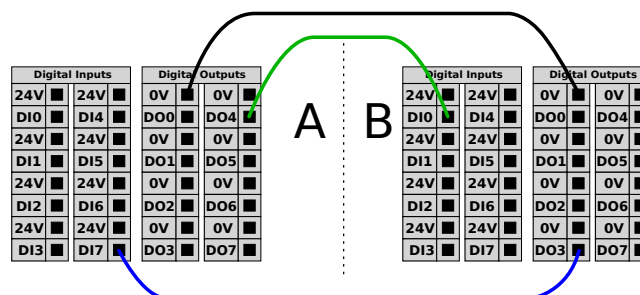 Digital Inputs Digital Outputs Digital Inputs Digital Outputs
24V 24V 0V 0V 24V 24V 0V 0V
DI0 DI4 DO0 DO4 A B DI0 DI4 DO0 DO4
24V 24V 0V 0V 24V 24V 0V 0V
DI1 DI5 DO1 DO5 DI1 DI5 DO1 DO5
24V 24V 0V 0V 24V 24V 0V 0V
DI2 DI6 DO2 DO6 DI2 DI6 DO2 DO6
24V 24V 0V 0V 24V 24V 0V 0V
DI3 DI7 DO3 DO7 DI3 DI7 DO3 DO7